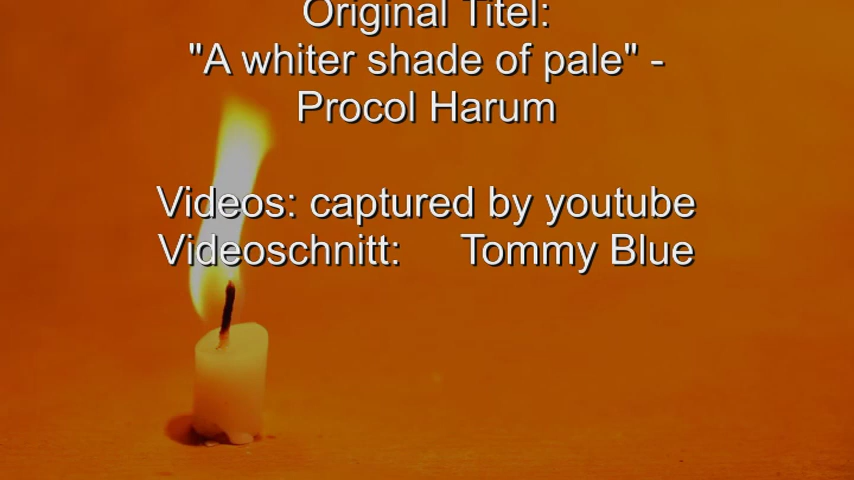 Original Titel:
"A whiter shade of pale" -
Procol Harum
Videos: captured by youtube
Videoschnitt: Tommy Blue